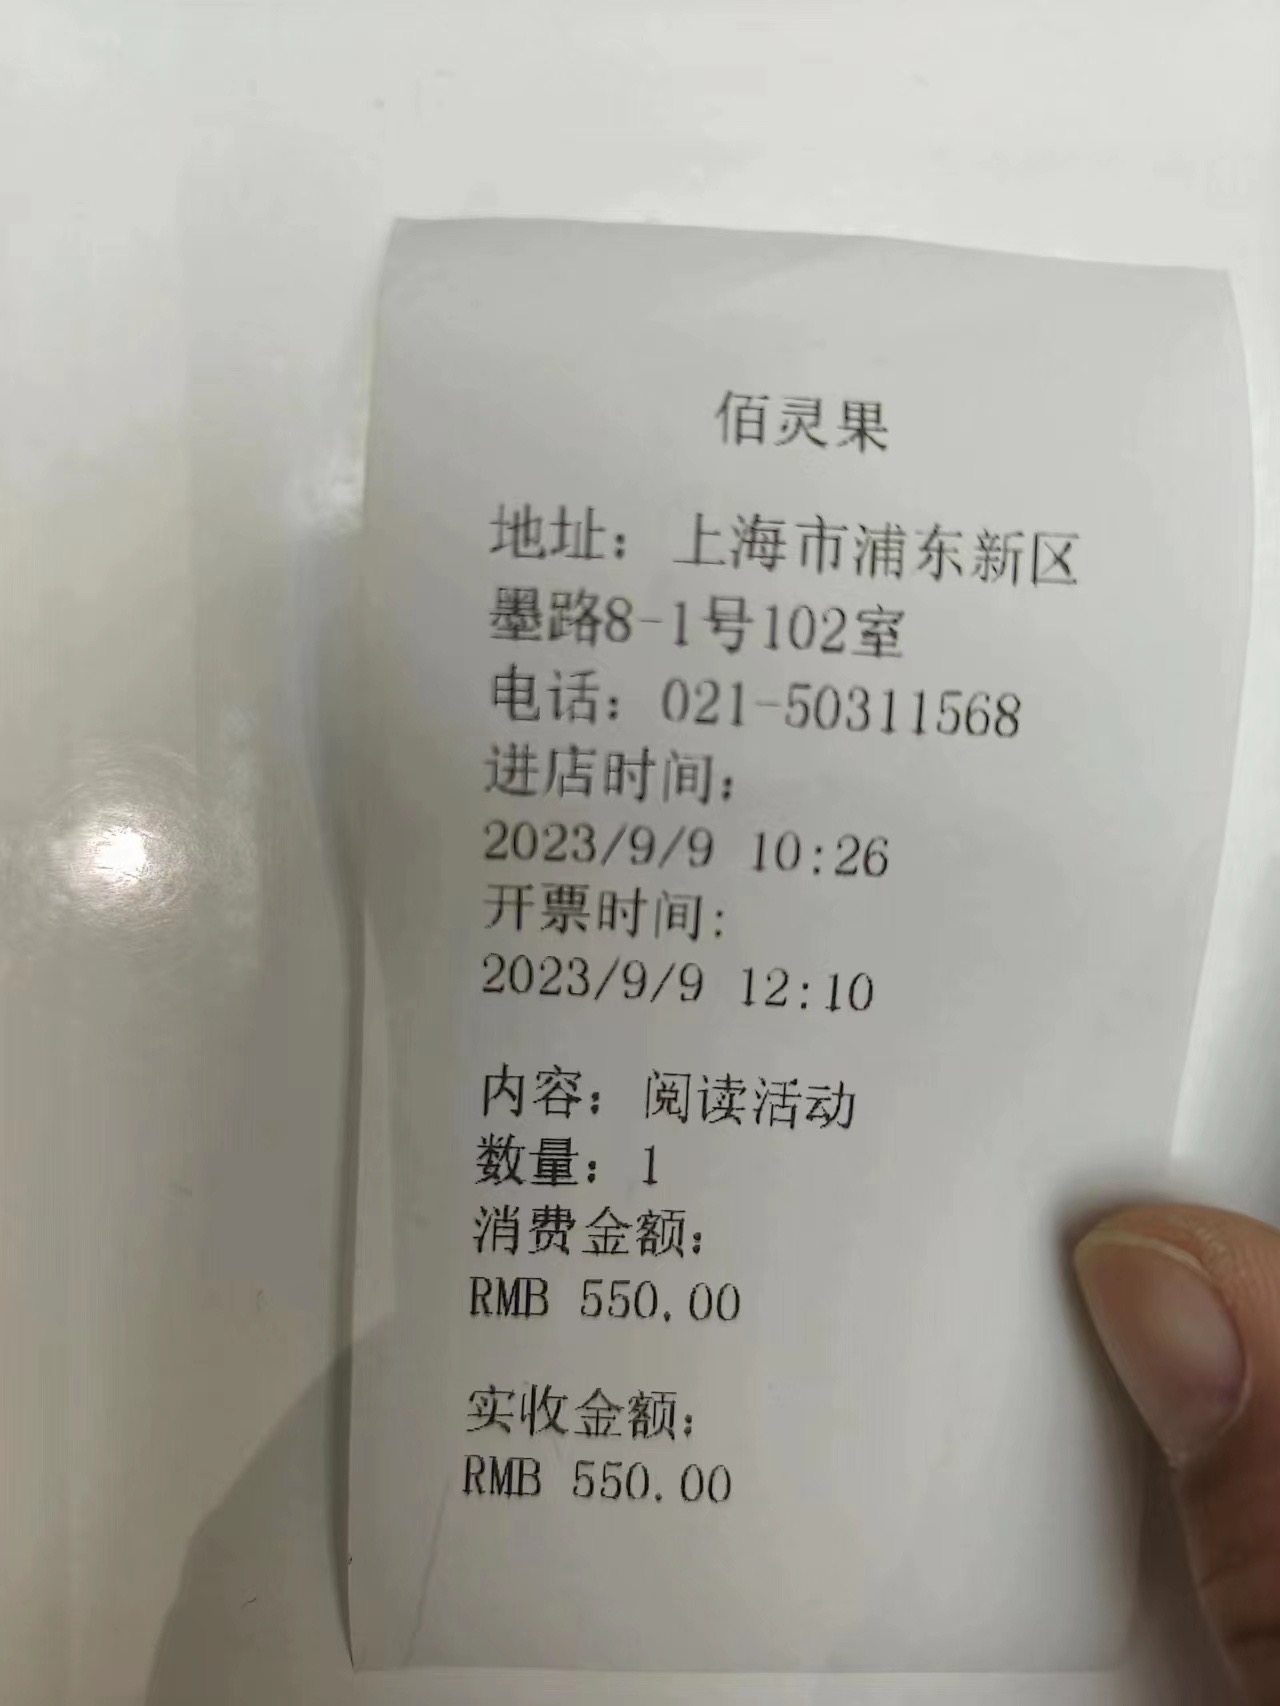 佰灵果
地址：上海市浦东新区
墨路8-1号102室
电话：021-50311568
进店时间：
2023/9/9 10:26
开票时间：
2023/9/9 12:10
内容：阅读活动
数量：1
消费金额：
RMB 550.00
实收金额：
RMB 550.00